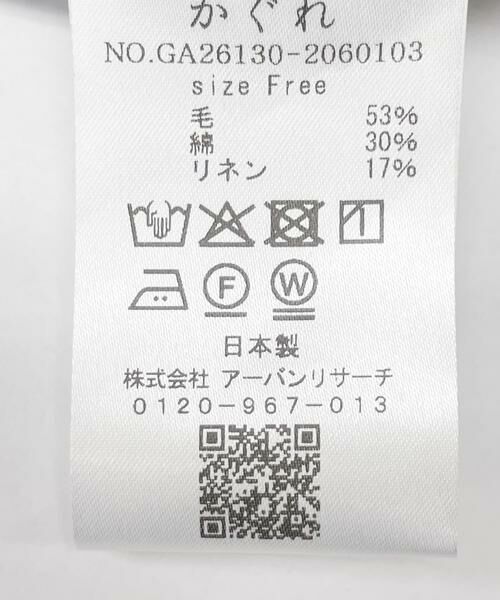 かぐれ
NO.GA26130-2060103
size Free
毛 53%
綿 30%
リネン 17%
F W
日本製
株式会社 アーバンリサーチ
0120-967-013